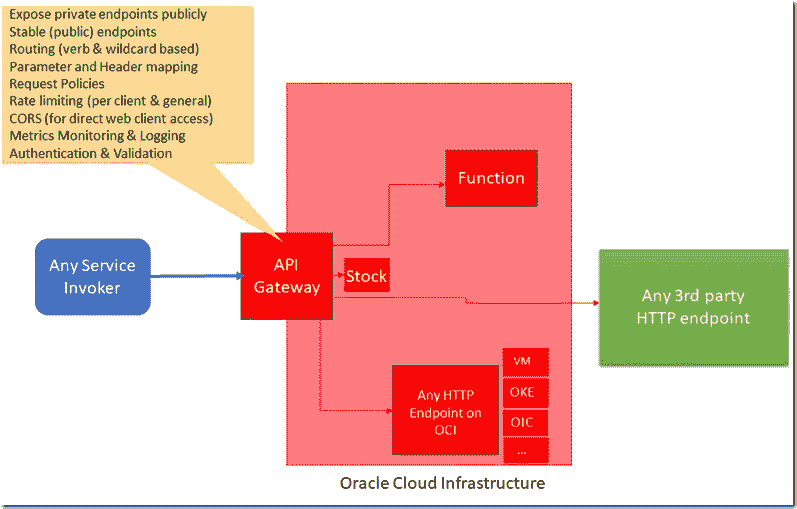 Expose private endpoints publicly
Stable (public) endpoints
Routing (verb & wildcard based)
Parameter and Header mapping
Request Policies
Rate limiting (per client & general)
CORS (for direct web client access)
Metrics Monitoring & Logging
Authentication & Validation
Function
Any Service
Invoker
API
Gateway
Stock
Any 3rd party
HTTP endpoint
Any HTTP
Endpoint on
OCI
VM
OKE
OIC
...
Oracle Cloud Infrastructure